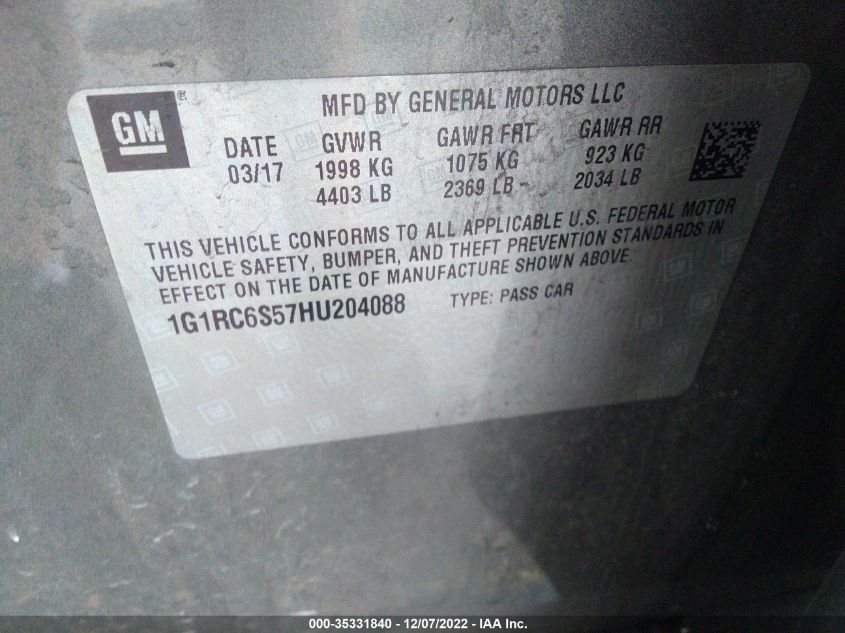 GM ®
MFD BY GENERAL MOTORS LLC
DATE GVWR GAWR FRT GAWR RR
03/17 1998 KG 1075 KG 923 KG
4403 LB 2369 LB 2034 LB
THIS VEHICLE CONFORMS TO ALL APPLICABLE U.S. FEDERAL MOTOR
VEHICLE SAFETY, BUMPER, AND THEFT PREVENTION STANDARDS IN
EFFECT ON THE DATE OF MANUFACTURE SHOWN ABOVE
1G1RC6S57HU204088 TYPE: PASS CAR
000-35331840 - 12/07/2022 - IAA Inc.